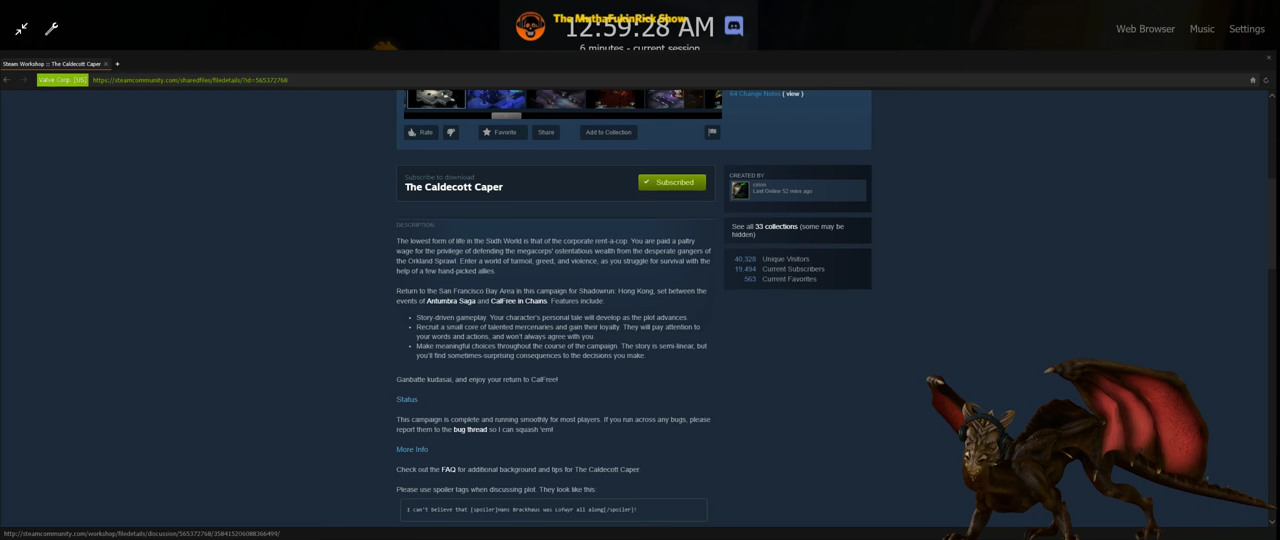 The MuthaFukinRick Show
12:59:28 AM
6 minutes - current session
Web Browser Music Settings
Steam Workshop :: The Caldecott Caper × +
Valve Corp. [US] https://steamcommunity.com/sharedfiles/filedetails/?id=565372768
64 Change Notes ( view )
Rate Favorite Share Add to Collection
Subscribe to download
The Caldecott Caper
Subscribed
CREATED BY
Last Online 52 mins ago
See all 33 collections (some may be
hidden)
40,328 Unique Visitors
19,494 Current Subscribers
563 Current Favorites
DESCRIPTION
The lowest form of life in the Sixth World is that of the corporate rent-a-cop. You are paid a paltry
wage for the privilege of defending the megacorps' ostentatious wealth from the desperate gangers of
the Orkland Sprawl. Enter a world of turmoil, greed, and violence, as you struggle for survival with the
help of a few hand-picked allies.
Return to the San Francisco Bay Area in this campaign for Shadowrun: Hong Kong, set between the
events of Antumbra Saga and CalFree in Chains. Features include:
• Story-driven gameplay. Your character's personal tale will develop as the plot advances.
• Recruit a small core of talented mercenaries and gain their loyalty. They will pay attention to
your words and actions, and won't always agree with you.
• Make meaningful choices throughout the course of the campaign. The story is semi-linear, but
you'll find sometimes-surprising consequences to the decisions you make.
Ganbatte kudasai, and enjoy your return to CalFree!
Status
This campaign is complete and running smoothly for most players. If you run across any bugs, please
report them to the bug thread so I can squash 'em!
More Info
Check out the FAQ for additional background and tips for The Caldecott Caper.
Please use spoiler tags when discussing plot. They look like this:
I can't believe that [spoiler]Hans Brackhaus was Lofwyr all along[/spoiler]!
http://steamcommunity.com/workshop/filedetails/discussion/565372768/358415206088366499/